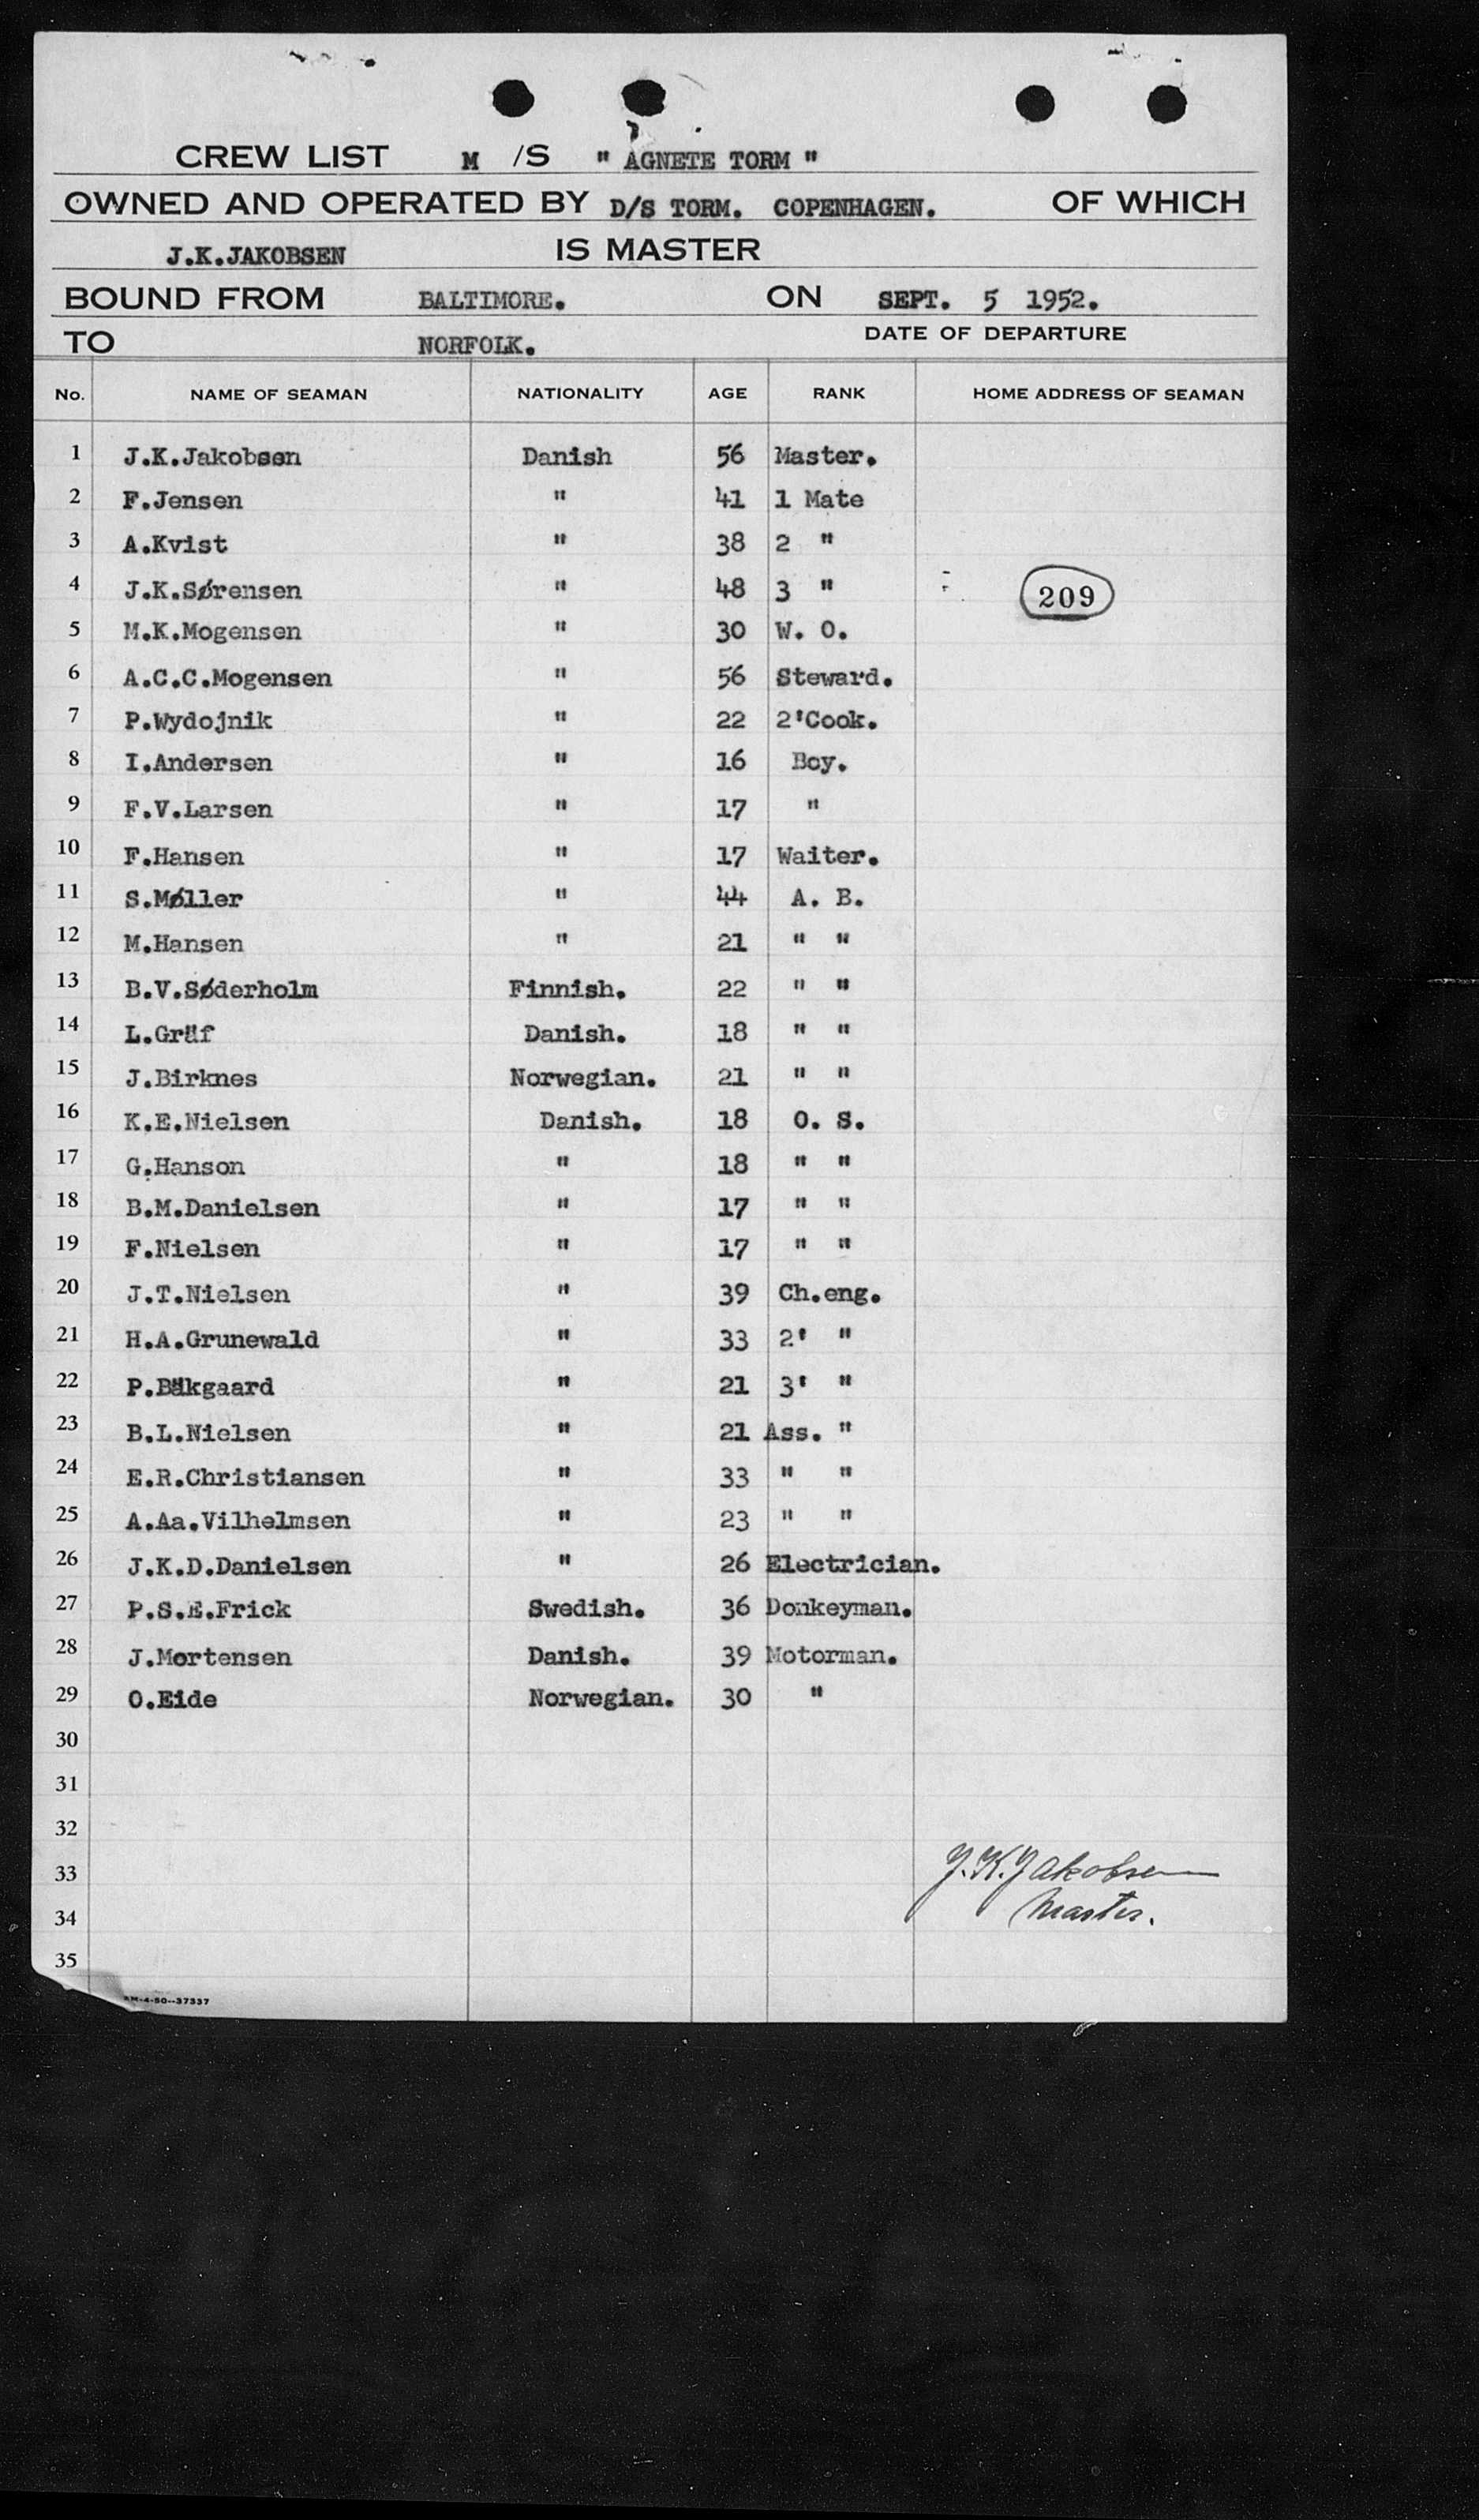 CREW LIST M /S " AGNETE TORM "
OWNED AND OPERATED BY D/S TORM. COPENHAGEN. OF WHICH
J.K.JAKOBSEN IS MASTER
BOUND FROM BALTIMORE. ON SEPT. 5 1952.
TO NORFOLK. DATE OF DEPARTURE
No. NAME OF SEAMAN NATIONALITY AGE RANK HOME ADDRESS OF SEAMAN
1 J.K.Jakobsen Danish 56 Master.
2 F.Jensen " 41 1 Mate
3 A.Kvist " 38 2 "
4 J.K.Sørensen " 48 3 " 209
5 M.K.Mogensen " 30 W. O.
6 A.C.C.Mogensen " 56 Steward.
7 P.Wydojnik " 22 2'Cook.
8 I.Andersen " 16 Boy.
9 F.V.Larsen " 17 "
10 F.Hansen " 17 Waiter.
11 S.Møller " 44 A. B.
12 M.Hansen " 21 " "
13 B.V.Søderholm Finnish. 22 " "
14 L.Gräf Danish. 18 " "
15 J.Birknes Norwegian. 21 " "
16 K.E.Nielsen Danish. 18 O. S.
17 G.Hanson " 18 " "
18 B.M.Danielsen " 17 " "
19 F.Nielsen " 17 " "
20 J.T.Nielsen " 39 Ch.eng.
21 H.A.Grunewald " 33 2' "
22 P.Bäkgaard " 21 3' "
23 B.L.Nielsen " 21 Ass. "
24 E.R.Christiansen " 33 " "
25 A.Aa.Vilhelmsen " 23 " "
26 J.K.D.Danielsen " 26 Electrician.
27 P.S.E.Frick Swedish. 36 Donkeyman.
28 J.Mortensen Danish. 39 Motorman.
29 O.Eide Norwegian. 30 "
30
31
32
33 J.K.Jakobsen
34 Master.
35
4-50--37337